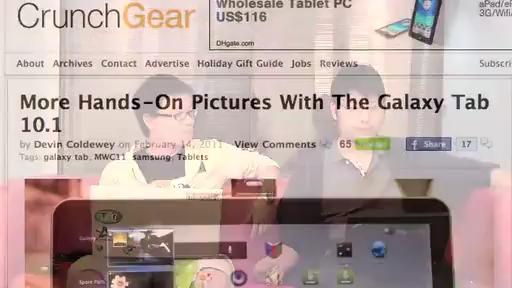 CrunchGear
Wholesale Tablet PC
US$116
DHgate.com
aPad/eP
3G/Wifi/
About Archives Contact Advertise Holiday Gift Guide Jobs Reviews Subscri
More Hands-On Pictures With The Galaxy Tab
10.1
by Devin Coldewey on February 14, 2011 View Comments 65
Share 17
Tags: galaxy tab, MWC11, samsung, Tablets